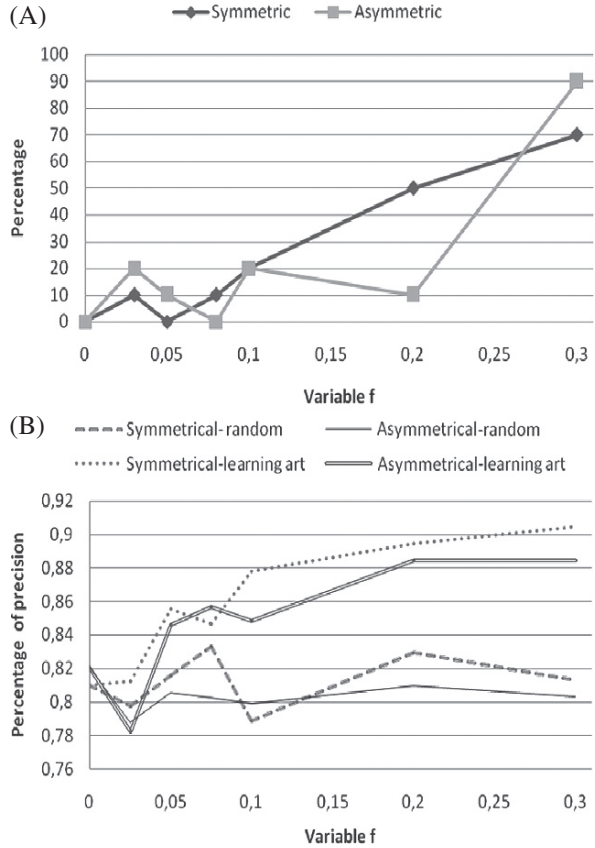 (A)
Symmetric Asymmetric
100
90
80
70
60
50
40
30
20
10
0
Percentage
0 0,05 0,1 0,15 0,2 0,25 0,3
Variable f
(B)
Symmetrical-random Asymmetrical-random
Symmetrical-learning art Asymmetrical-learning art
0,92
0,9
0,88
0,86
0,84
0,82
0,8
0,78
0,76
Percentage of precision
0 0,05 0,1 0,15 0,2 0,25 0,3
Variable f